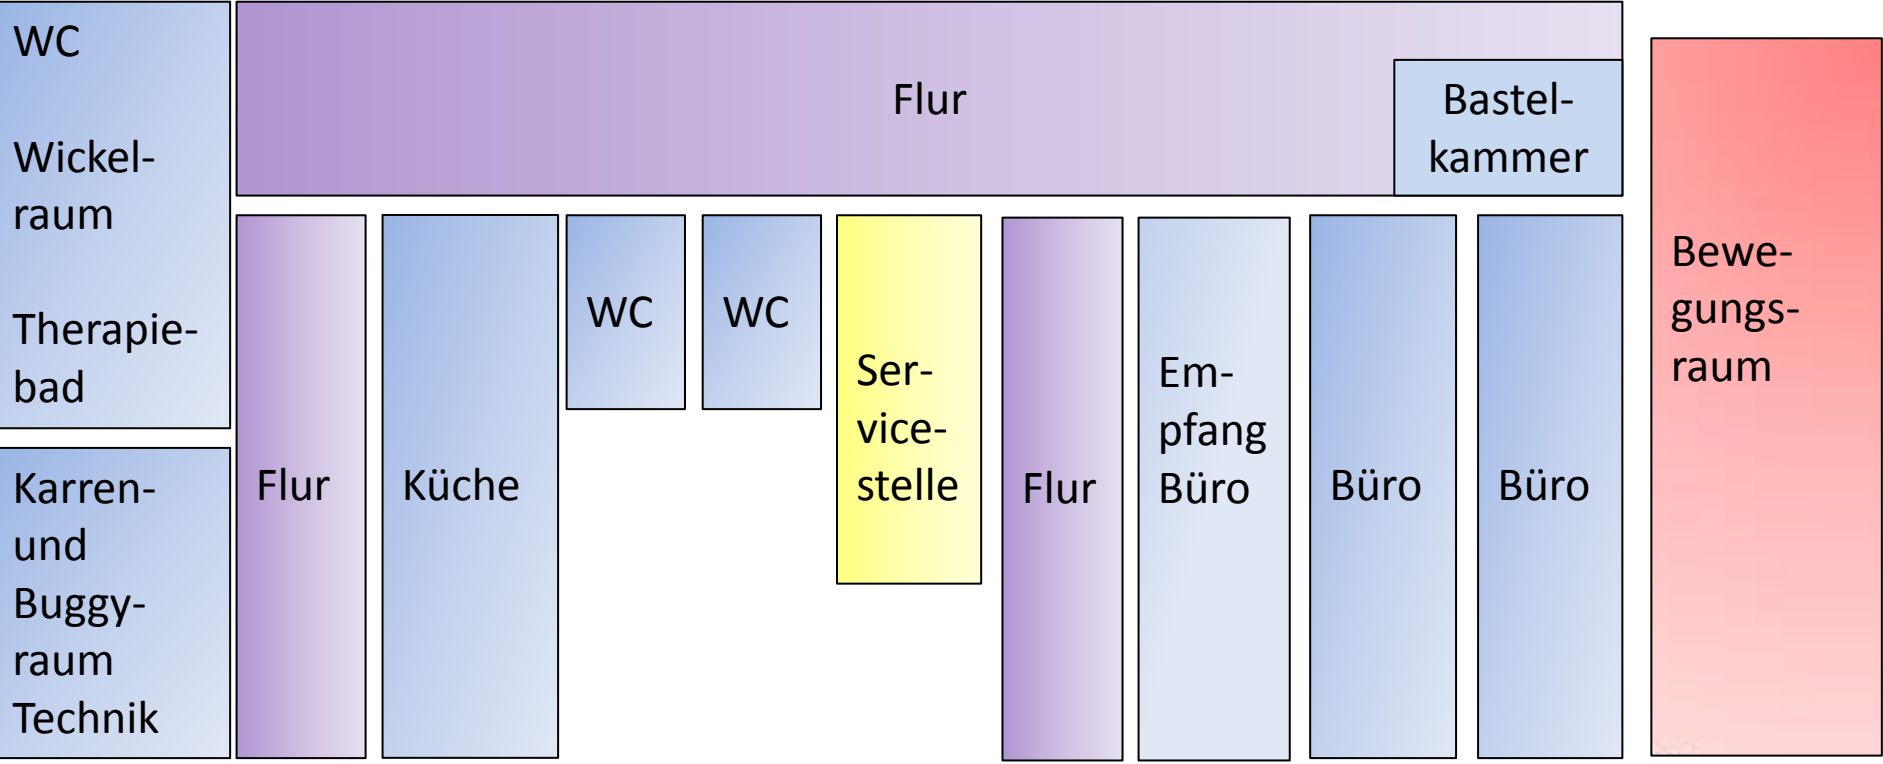 WC
Wickel-
raum
Therapie-
bad
Karren-
und
Buggy-
raum
Technik
Flur
Bastel-
kammer
Flur
Küche
WC
WC
Ser-
vice-
stelle
Flur
Em-
pfang
Büro
Büro
Büro
Bewe-
gungs-
raum